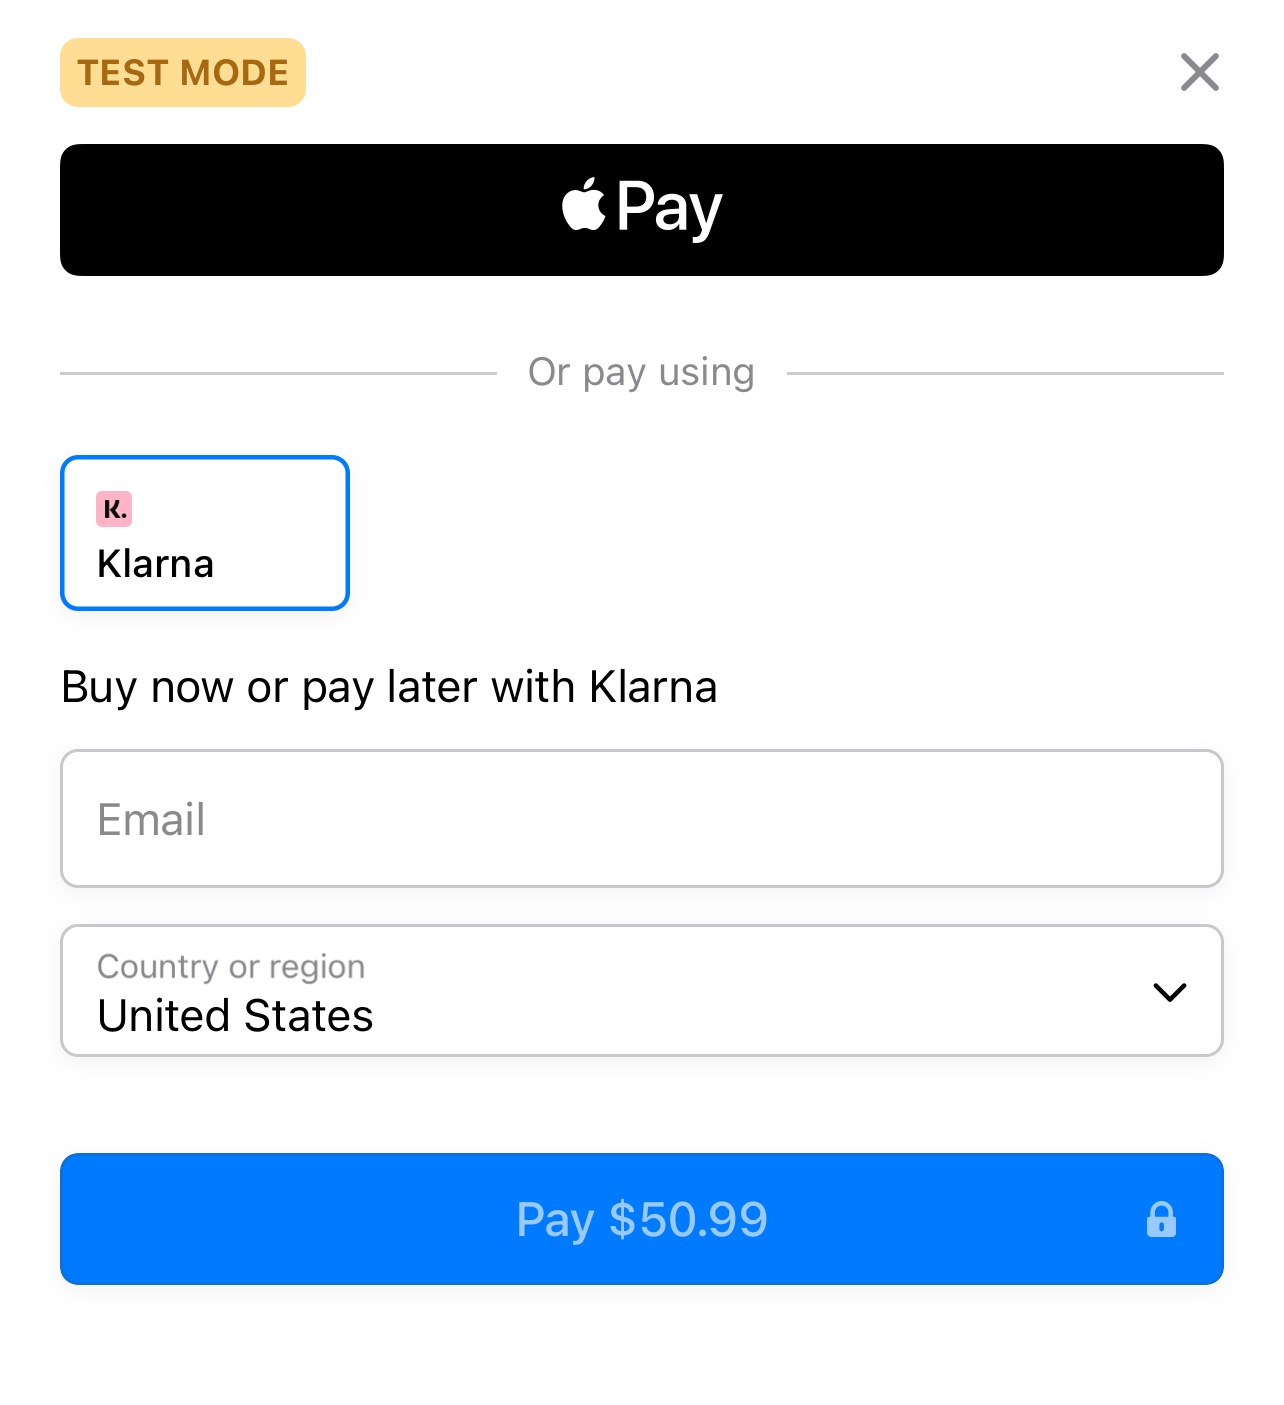 TEST MODE
Pay
Or pay using
K.
Klarna
Buy now or pay later with Klarna
Email
Country or region
United States
Pay $50.99